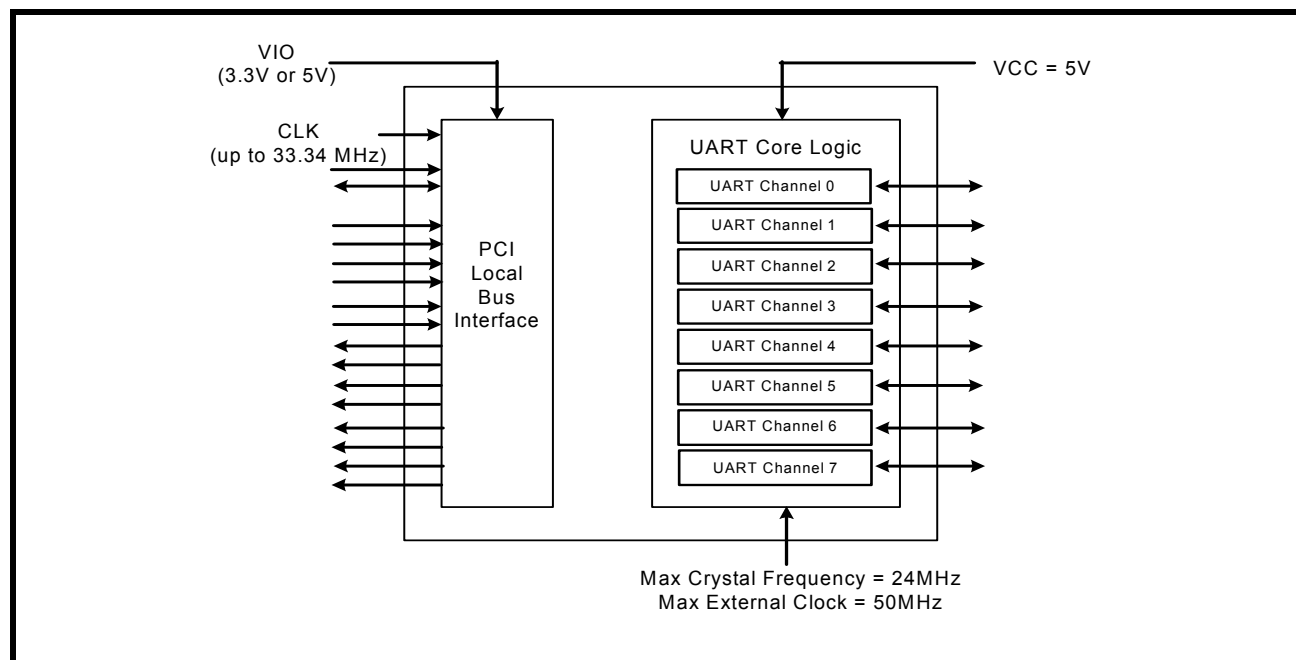 VIO
(3.3V or 5V)
VCC = 5V
CLK
(up to 33.34 MHz)
PCI
Local
Bus
Interface
UART Core Logic
UART Channel 0
UART Channel 1
UART Channel 2
UART Channel 3
UART Channel 4
UART Channel 5
UART Channel 6
UART Channel 7
Max Crystal Frequency = 24MHz
Max External Clock = 50MHz